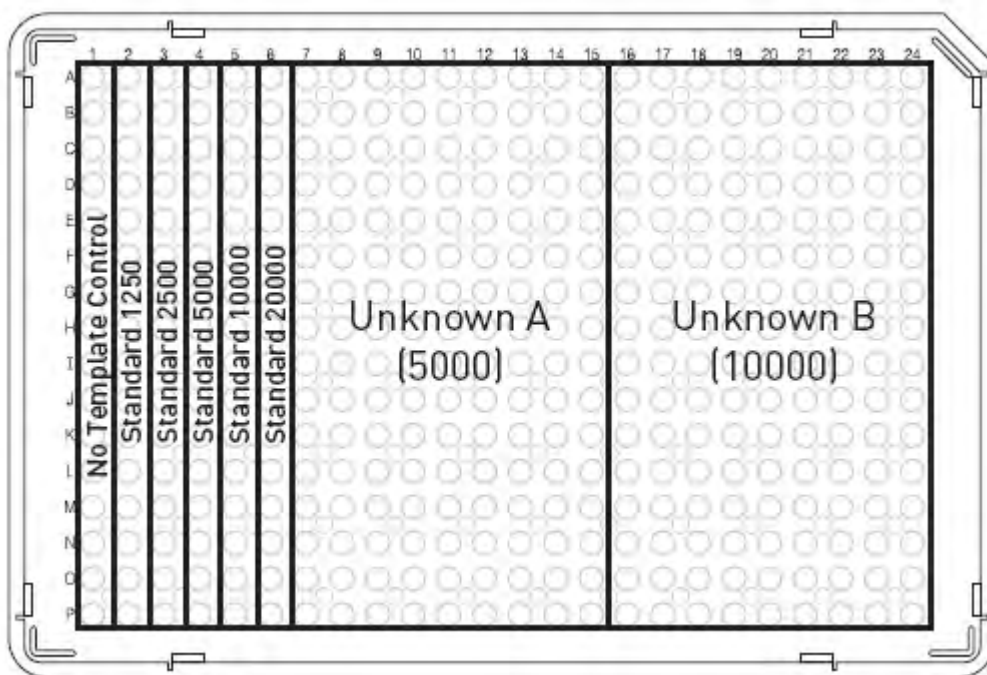 1 2 3 4 5 6 7 8 9 10 11 12 13 14 15 16 17 18 19 20 21 22 23 24
A
B
C
D
E
F
G
H
I
J
K
L
M
N
O
P
No Template Control
Standard 1250
Standard 2500
Standard 5000
Standard 10000
Standard 20000
Unknown A
(5000)
Unknown B
(10000)